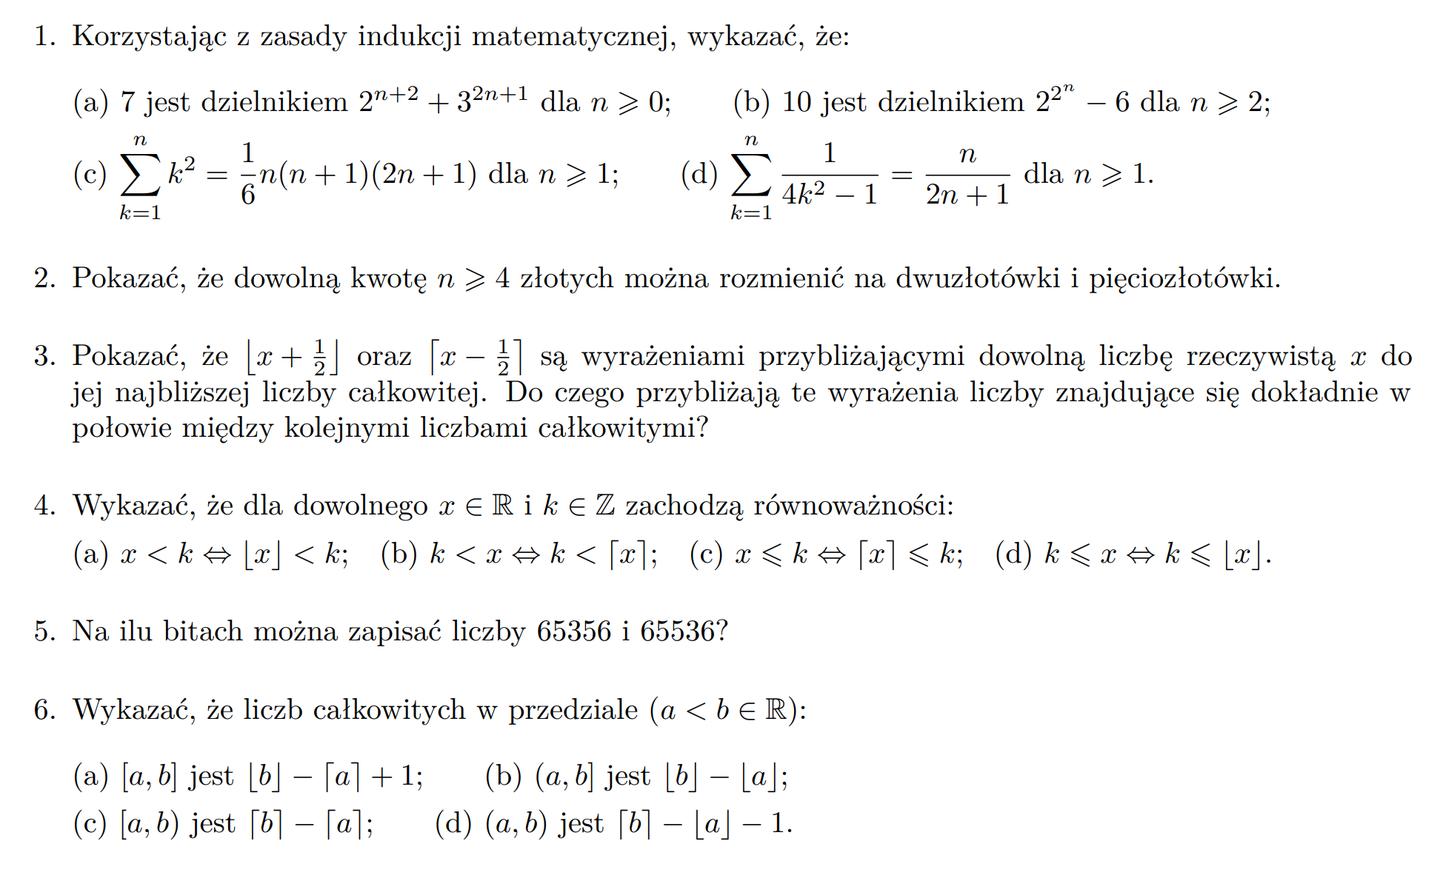 1. Korzystając z zasady indukcji matematycznej, wykazać, że:
(a) 7 jest dzielnikiem $2^{n+2} + 3^{2n+1}$ dla $n \geqslant 0$; (b) 10 jest dzielnikiem $2^{2^n} - 6$ dla $n \geqslant 2$;
(c) $\sum_{k=1}^{n} k^2 = \frac{1}{6}n(n+1)(2n+1)$ dla $n \geqslant 1$; (d) $\sum_{k=1}^{n} \frac{1}{4k^2-1} = \frac{n}{2n+1}$ dla $n \geqslant 1$.
2. Pokazać, że dowolną kwotę $n \geqslant 4$ złotych można rozmienić na dwuzłotówki i pięciozłotówki.
3. Pokazać, że $\lfloor x + \frac{1}{2} \rfloor$ oraz $\lceil x - \frac{1}{2} \rceil$ są wyrażeniami przybliżającymi dowolną liczbę rzeczywistą $x$ do
jej najbliższej liczby całkowitej. Do czego przybliżają te wyrażenia liczby znajdujące się dokładnie w
połowie między kolejnymi liczbami całkowitymi?
4. Wykazać, że dla dowolnego $x \in \mathbb{R}$ i $k \in \mathbb{Z}$ zachodzą równoważności:
(a) $x < k \Leftrightarrow \lfloor x \rfloor < k$; (b) $k < x \Leftrightarrow k < \lceil x \rceil$; (c) $x \leqslant k \Leftrightarrow \lceil x \rceil \leqslant k$; (d) $k \leqslant x \Leftrightarrow k \leqslant \lfloor x \rfloor$.
5. Na ilu bitach można zapisać liczby 65356 i 65536?
6. Wykazać, że liczb całkowitych w przedziale ($a < b \in \mathbb{R}$):
(a) $[a, b]$ jest $\lfloor b \rfloor - \lceil a \rceil + 1$; (b) $(a, b]$ jest $\lfloor b \rfloor - \lfloor a \rfloor$;
(c) $[a, b)$ jest $\lceil b \rceil - \lceil a \rceil$; (d) $(a, b)$ jest $\lceil b \rceil - \lfloor a \rfloor - 1$.